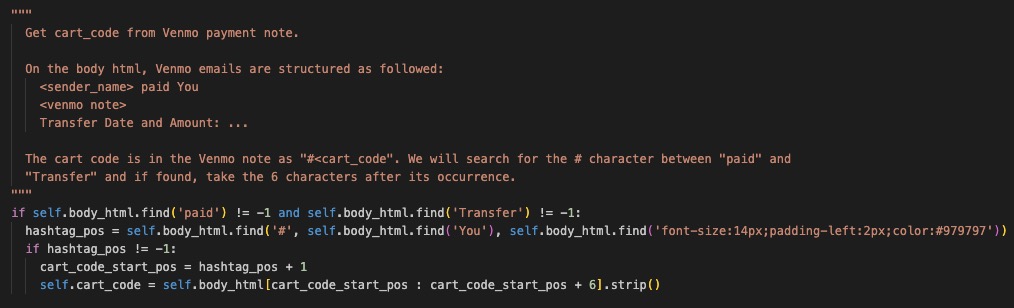 """
Get cart_code from Venmo payment note.
On the body html, Venmo emails are structured as followed:
<sender_name> paid You
<venmo note>
Transfer Date and Amount: ...
The cart code is in the Venmo note as "#<cart_code". We will search for the # character between "paid" and
"Transfer" and if found, take the 6 characters after its occurrence.
"""
if self.body_html.find('paid') != -1 and self.body_html.find('Transfer') != -1:
hashtag_pos = self.body_html.find('#', self.body_html.find('You'), self.body_html.find('font-size:14px;padding-left:2px;color:#979797'))
if hashtag_pos != -1:
cart_code_start_pos = hashtag_pos + 1
self.cart_code = self.body_html[cart_code_start_pos : cart_code_start_pos + 6].strip()